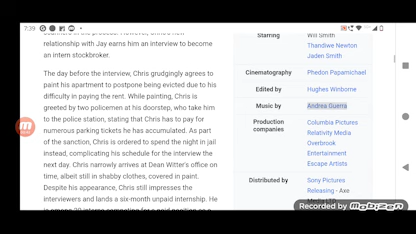 7:39
relationship with Jay earns him an invitation to become
an intern stockbroker.
The day before the interview, Chris grudgingly agrees to
paint his apartment to postpone being evicted due to his
difficulty in paying the rent. While painting, Chris is
greeted by two policemen at his doorstep, who take him
to the police station, stating that Chris has to pay for
numerous parking tickets he has accumulated. As part
of the sanction, Chris is ordered to spend the night in jail
instead, complicating his schedule for the interview the
next day. Chris narrowly arrives at Dean Witter's office on
time, albeit still in shabby clothes, covered in paint.
Despite his appearance, Chris still impresses the
interviewers and lands a six-month unpaid internship. He
Starring Will Smith
Thandiwe Newton
Jaden Smith
Cinematography Phedon Papamichael
Edited by Hughes Winborne
Music by Andrea Guerra
Production Columbia Pictures
companies Relativity Media
Overbrook
Entertainment
Escape Artists
Distributed by Sony Pictures
Releasing - Axe
Recorded by Mobizen